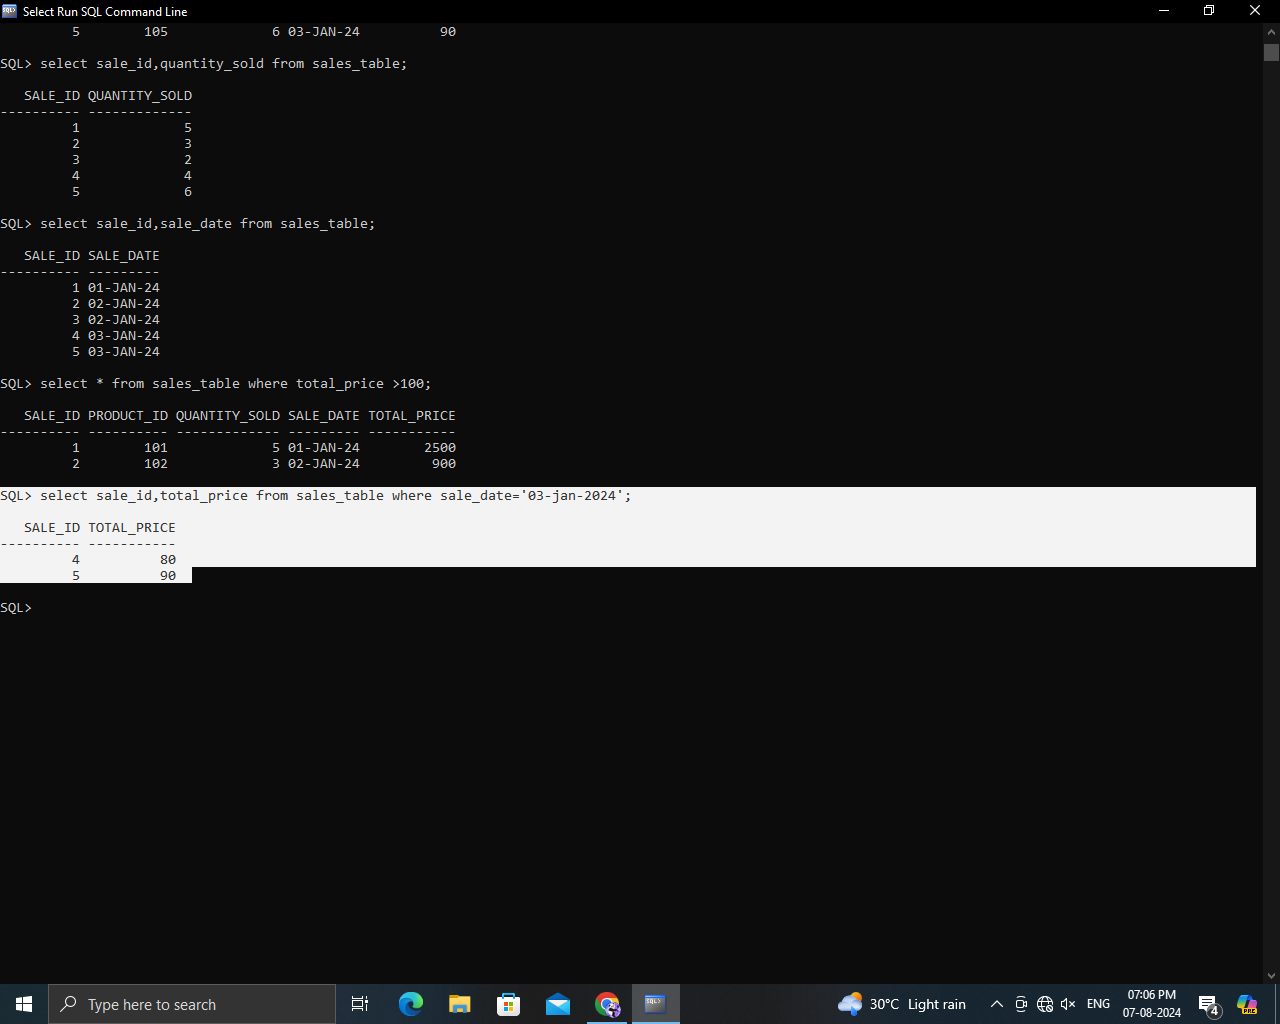 Select Run SQL Command Line
         5        105             6 03-JAN-24          90
SQL> select sale_id,quantity_sold from sales_table;
   SALE_ID QUANTITY_SOLD
---------- -------------
         1             5
         2             3
         3             2
         4             4
         5             6
SQL> select sale_id,sale_date from sales_table;
   SALE_ID SALE_DATE
---------- ---------
         1 01-JAN-24
         2 02-JAN-24
         3 02-JAN-24
         4 03-JAN-24
         5 03-JAN-24
SQL> select * from sales_table where total_price >100;
   SALE_ID PRODUCT_ID QUANTITY_SOLD SALE_DATE TOTAL_PRICE
---------- ---------- ------------- --------- -----------
         1        101             5 01-JAN-24        2500
         2        102             3 02-JAN-24         900
SQL> select sale_id,total_price from sales_table where sale_date='03-jan-2024';
   SALE_ID TOTAL_PRICE
---------- -----------
         4          80
         5          90
SQL>
Type here to search
30°C Light rain
ENG
07:06 PM
07-08-2024
4
PRE